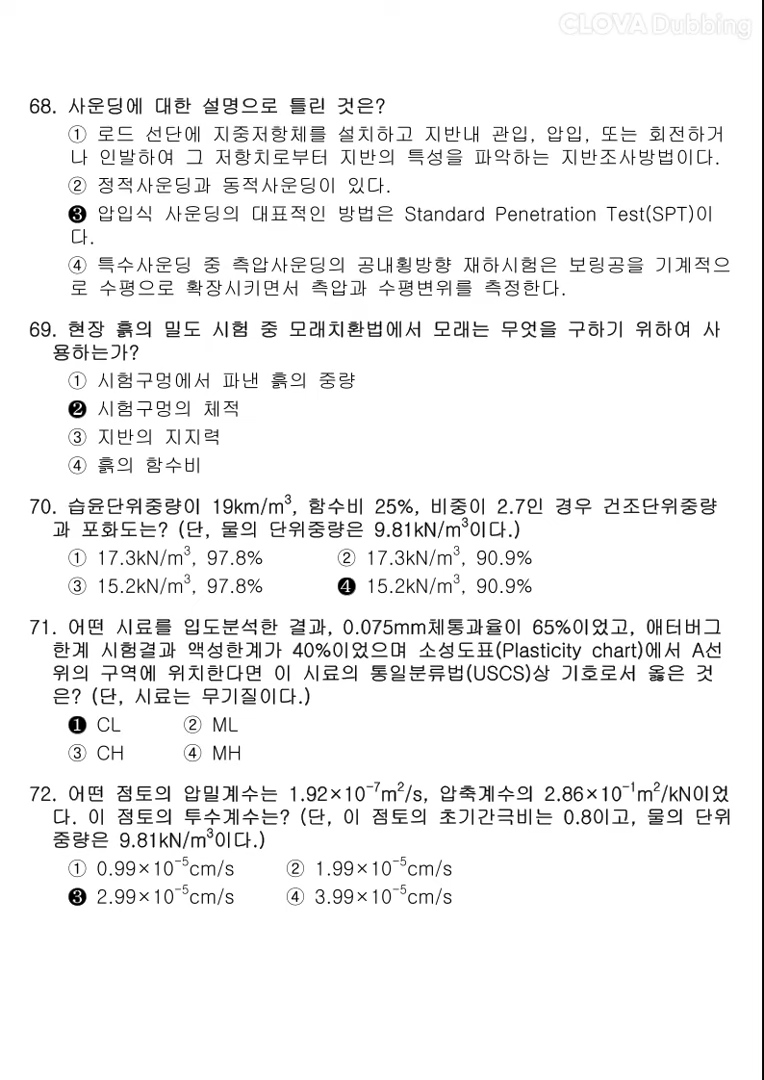 CLOVA Dubbing
68. 사운딩에 대한 설명으로 틀린 것은?
① 로드 선단에 지중저항체를 설치하고 지반내 관입, 압입, 또는 회전하거
나 인발하여 그 저항치로부터 지반의 특성을 파악하는 지반조사방법이다.
② 정적사운딩과 동적사운딩이 있다.
❸ 압입식 사운딩의 대표적인 방법은 Standard Penetration Test(SPT)이
다.
④ 특수사운딩 중 측압사운딩의 공내횡방향 재하시험은 보링공을 기계적으
로 수평으로 확장시키면서 측압과 수평변위를 측정한다.
69. 현장 흙의 밀도 시험 중 모래치환법에서 모래는 무엇을 구하기 위하여 사
용하는가?
① 시험구멍에서 파낸 흙의 중량
❷ 시험구멍의 체적
③ 지반의 지지력
④ 흙의 함수비
70. 습윤단위중량이 19km/m³, 함수비 25%, 비중이 2.7인 경우 건조단위중량
과 포화도는? (단, 물의 단위중량은 9.81kN/m³이다.)
① 17.3kN/m³, 97.8% ② 17.3kN/m³, 90.9%
③ 15.2kN/m³, 97.8% ❹ 15.2kN/m³, 90.9%
71. 어떤 시료를 입도분석한 결과, 0.075mm체통과율이 65%이었고, 애터버그
한계 시험결과 액성한계가 40%이었으며 소성도표(Plasticity chart)에서 A선
위의 구역에 위치한다면 이 시료의 통일분류법(USCS)상 기호로서 옳은 것
은? (단, 시료는 무기질이다.)
❶ CL ② ML
③ CH ④ MH
72. 어떤 점토의 압밀계수는 1.92×10⁻⁷m²/s, 압축계수의 2.86×10⁻¹m²/kN이었
다. 이 점토의 투수계수는? (단, 이 점토의 초기간극비는 0.8이고, 물의 단위
중량은 9.81kN/m³이다.)
① 0.99×10⁻⁵cm/s ② 1.99×10⁻⁵cm/s
❸ 2.99×10⁻⁵cm/s ④ 3.99×10⁻⁵cm/s